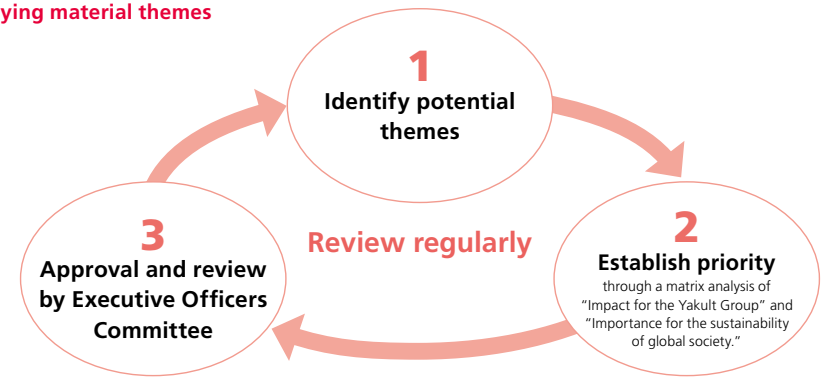 ying material themes
1
Identify potential
themes
2
Establish priority
through a matrix analysis of
“Impact for the Yakult Group” and
“Importance for the sustainability
of global society.”
3
Approval and review
by Executive Officers
Committee
Review regularly